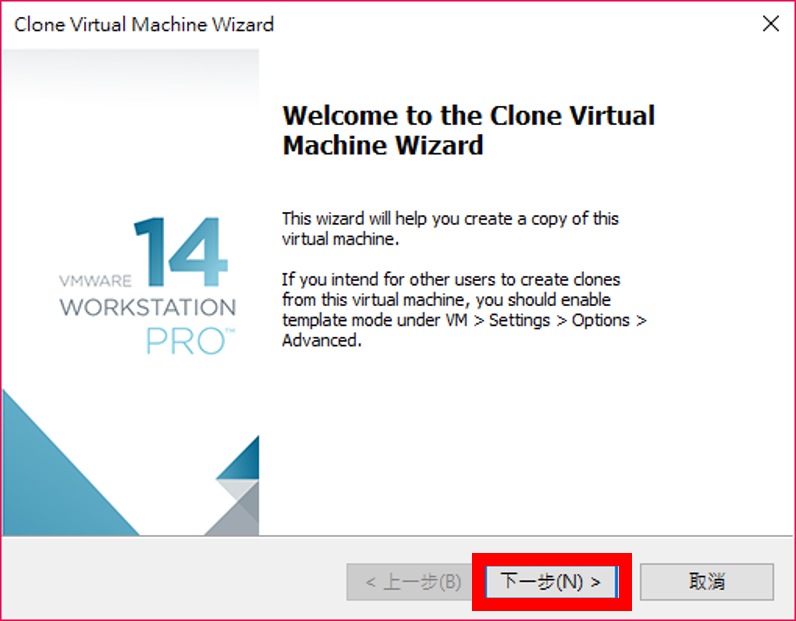 Clone Virtual Machine Wizard
Welcome to the Clone Virtual
Machine Wizard
This wizard will help you create a copy of this
virtual machine.
If you intend for other users to create clones
from this virtual machine, you should enable
template mode under VM > Settings > Options >
Advanced.
14
VMWARE
WORKSTATION
PRO™
< 上一步(B)
下一步(N) >
取消